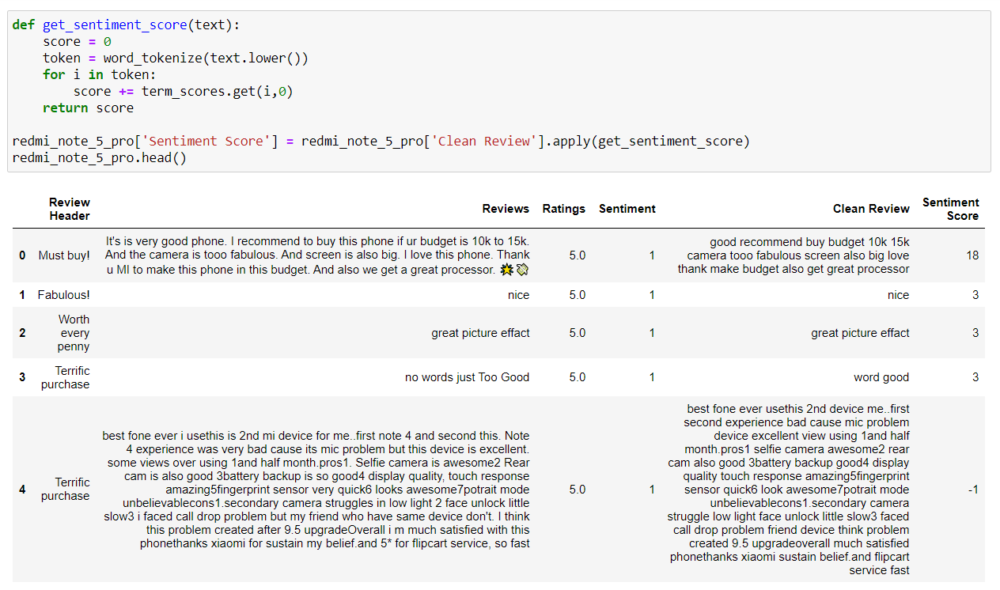 def get_sentiment_score(text):
    score = 0
    token = word_tokenize(text.lower())
    for i in token:
        score += term_scores.get(i,0)
    return score

redmi_note_5_pro['Sentiment Score'] = redmi_note_5_pro['Clean Review'].apply(get_sentiment_score)
redmi_note_5_pro.head()
Review Header Reviews Ratings Sentiment Clean Review Sentiment Score
0 Must buy!
It's is very good phone. I recommend to buy this phone if ur budget is 10k to 15k.
And the camera is tooo fabulous. And screen is also big. I love this phone. Thank
u MI to make this phone in this budget. And also we get a great processor. 🌟💫
5.0 1
good recommend buy budget 10k 15k
camera tooo fabulous screen also big love
thank make budget also get great processor
18
1 Fabulous! nice 5.0 1 nice 3
2 Worth
every
penny
great picture effact 5.0 1 great picture effact 3
3 Terrific
purchase
no words just Too Good 5.0 1 word good 3
4 Terrific
purchase
best fone ever i usethis is 2nd mi device for me..first note 4 and second this. Note
4 experience was very bad cause its mic problem but this device is excellent.
some views over using 1and half month.pros1. Selfie camera is awesome2 Rear
cam is also good 3battery backup is so good4 display quality, touch response
amazing5fingerprint sensor very quick6 looks awesome7potrait mode
unbelievablecons1.secondary camera struggles in low light 2 face unlock little
slow3 i faced call drop problem but my friend who have same device don't. I think
this problem created after 9.5 upgradeOverall i m much satisfied with this
phonethanks xiaomi for sustain my belief.and 5* for flipcart service, so fast
5.0 1
best fone ever usethis 2nd device me..first
second experience bad cause mic problem
device excellent view using 1and half
month.pros1 selfie camera awesome2 rear
cam also good 3battery backup good4 display
quality touch response amazing5fingerprint
sensor quick6 look awesome7potrait mode
unbelievablecons1.secondary camera
struggle low light face unlock little slow3 faced
call drop problem friend device think problem
created 9.5 upgradeoverall much satisfied
phonethanks xiaomi sustain belief.and flipcart
service fast
-1